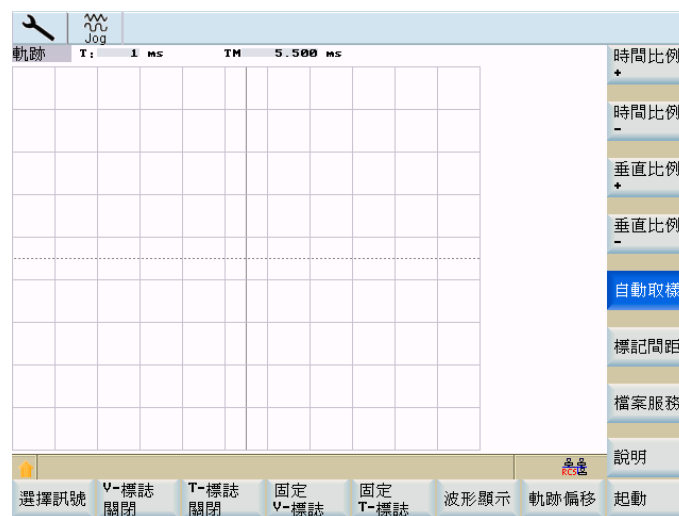 Jog
軌跡 T: 1 ms TM 5.500 ms
時間比例
+
時間比例
-
垂直比例
+
垂直比例
-
自動取樣
標記間距
檔案服務
說明
RCS
選擇訊號
V-標誌
關閉
T-標誌
關閉
固定
V-標誌
固定
T-標誌
波形顯示
軌跡偏移
起動